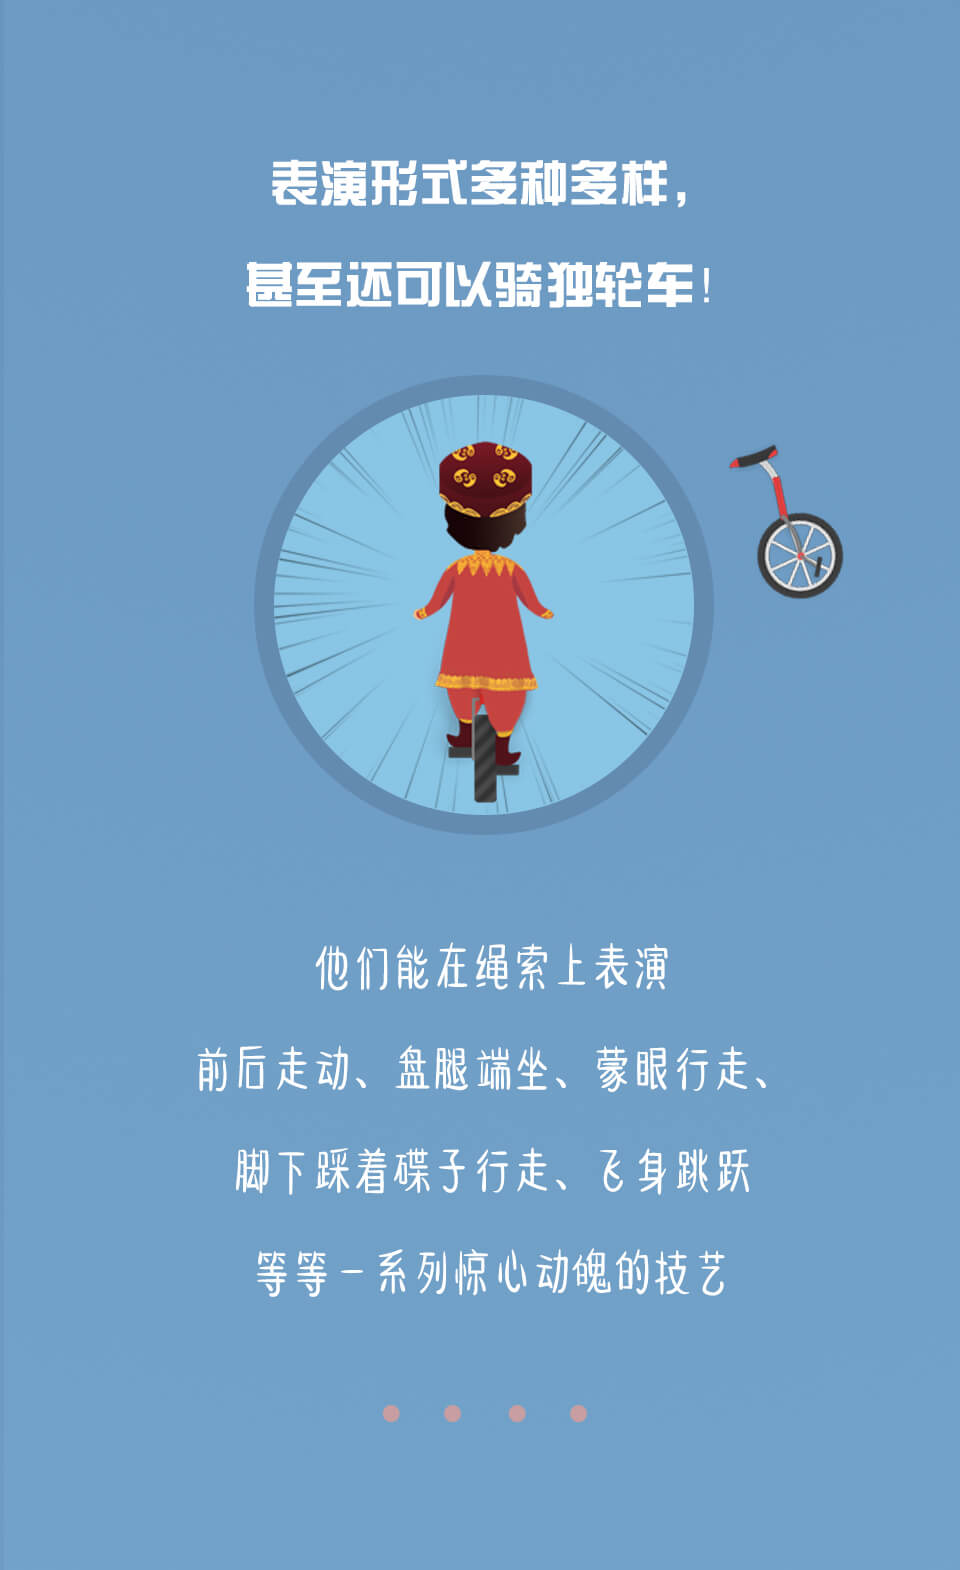 表演形式多种多样，
甚至还可以骑独轮车！
他们能在绳索上表演
前后走动、盘腿端坐、蒙眼行走、
脚下踩着碟子行走、飞身跳跃
等等一系列惊心动魄的技艺